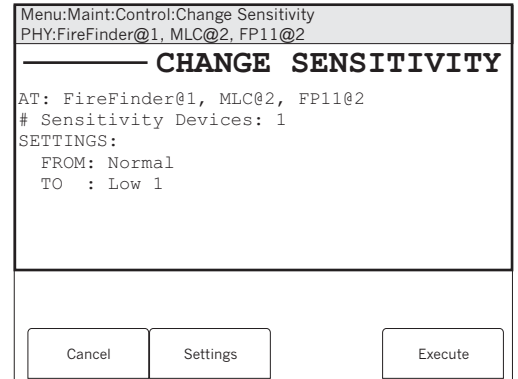 Menu:Maint:Control:Change Sensitivity
PHY:FireFinder@1, MLC@2, FP11@2
CHANGE SENSITIVITY
AT: FireFind@1, MLC@2, FP11@2
# Sensitivity Devices: 1
SETTINGS:
FROM: Normal
TO : Low 1
Cancel
Settings
Execute